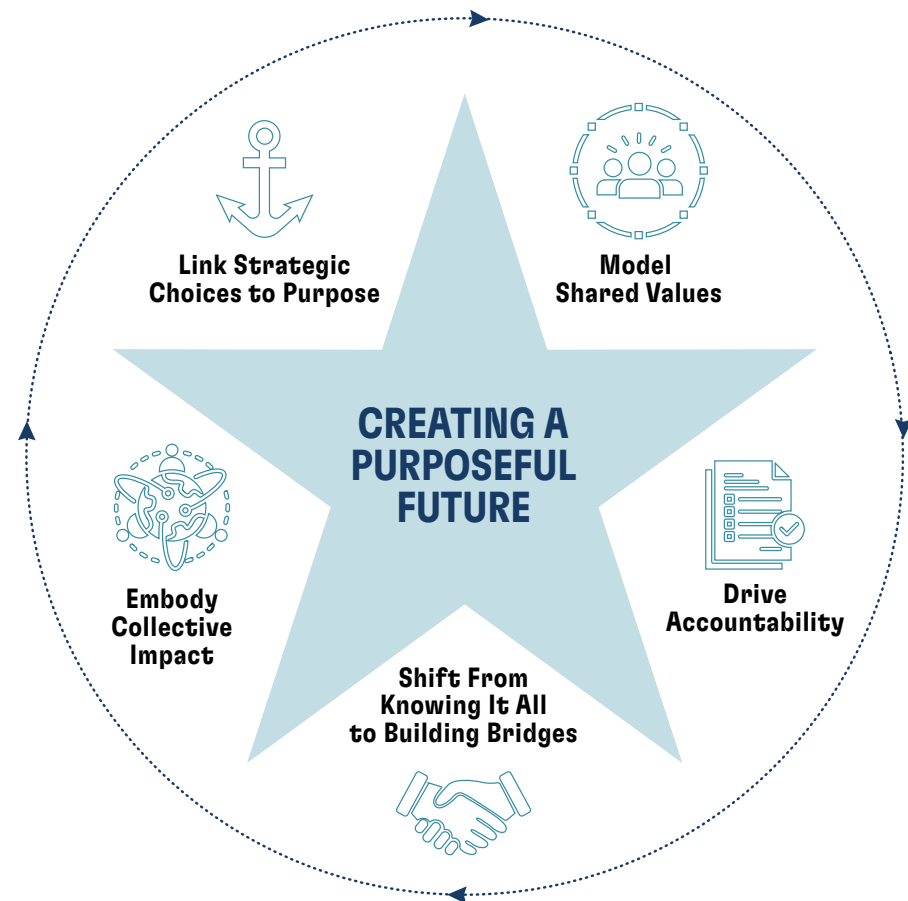 Link Strategic
Choices to Purpose
Model
Shared Values
CREATING A
PURPOSEFUL
FUTURE
Drive
Accountability
Shift From
Knowing It All
to Building Bridges
Embody
Collective
Impact